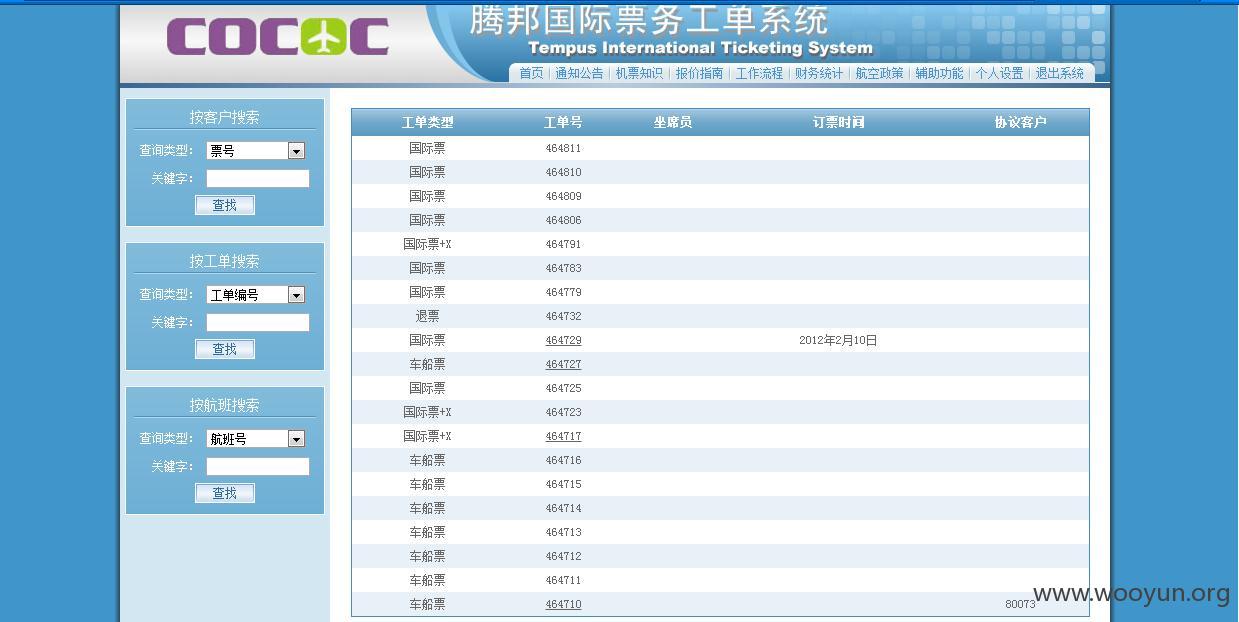 COCOC
腾邦国际票务工单系统
Tempus International Ticketing System
首页 通知公告 机票知识 报价指南 工作流程 财务统计 航空政策 辅助功能 个人设置 退出系统
按客户搜索
查询类型： 票号
关键字：
查找
按工单搜索
查询类型： 工单编号
关键字：
查找
按航班搜索
查询类型： 航班号
关键字：
查找
工单类型 工单号 坐席员 订票时间 协议客户
国际票 464811
国际票 464810
国际票 464809
国际票 464806
国际票+X 464791
国际票 464783
国际票 464779
退票 464732
国际票 464729 2012年2月10日
车船票 464727
国际票 464725
国际票+X 464723
国际票+X 464717
车船票 464716
车船票 464715
车船票 464714
车船票 464713
车船票 464712
车船票 464711
车船票 464710 80073
www.wooyun.org